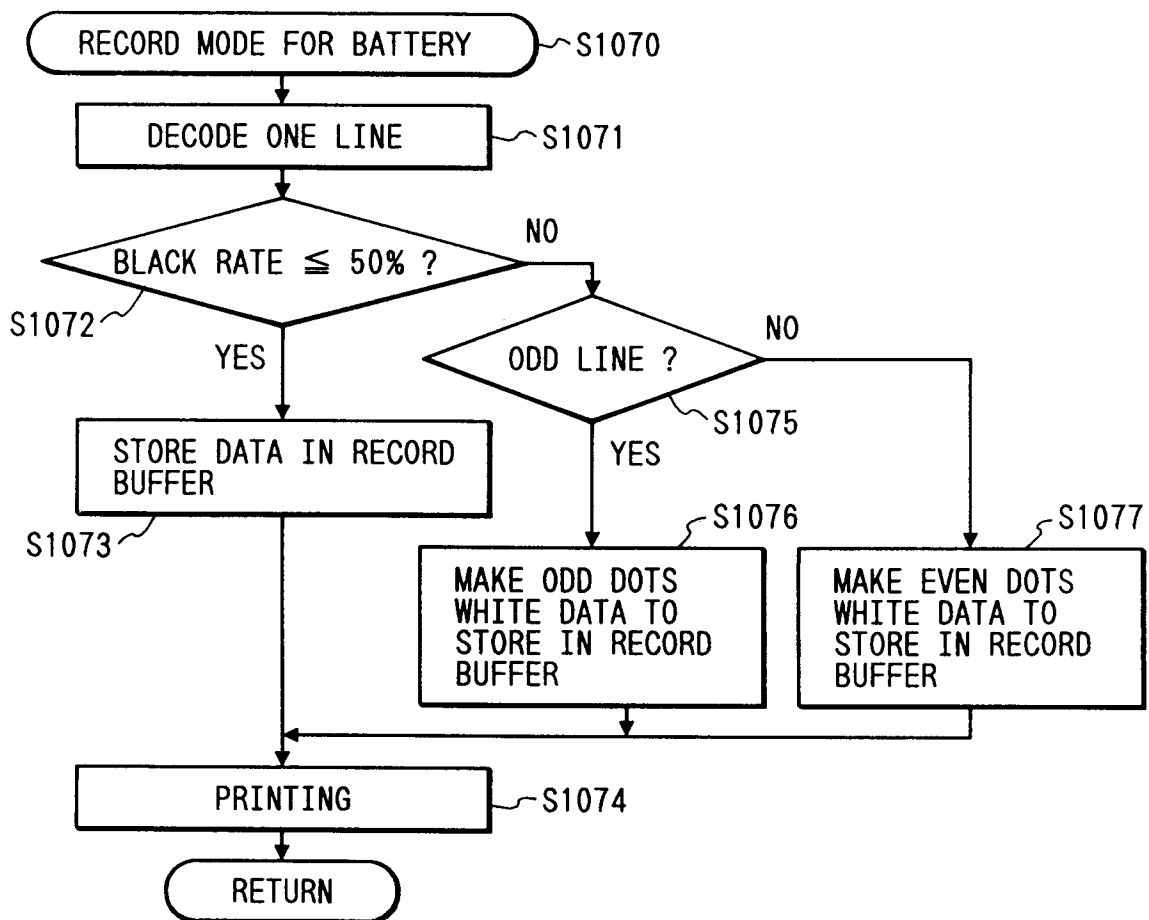 RECORD MODE FOR BATTERY
S1070
DECODE ONE LINE
S1071
BLACK RATE ≦ 50% ?
NO
S1072
YES
ODD LINE ?
NO
S1075
YES
STORE DATA IN RECORD
BUFFER
S1073
S1076
MAKE ODD DOTS
WHITE DATA TO
STORE IN RECORD
BUFFER
S1077
MAKE EVEN DOTS
WHITE DATA TO
STORE IN RECORD
BUFFER
PRINTING
S1074
RETURN